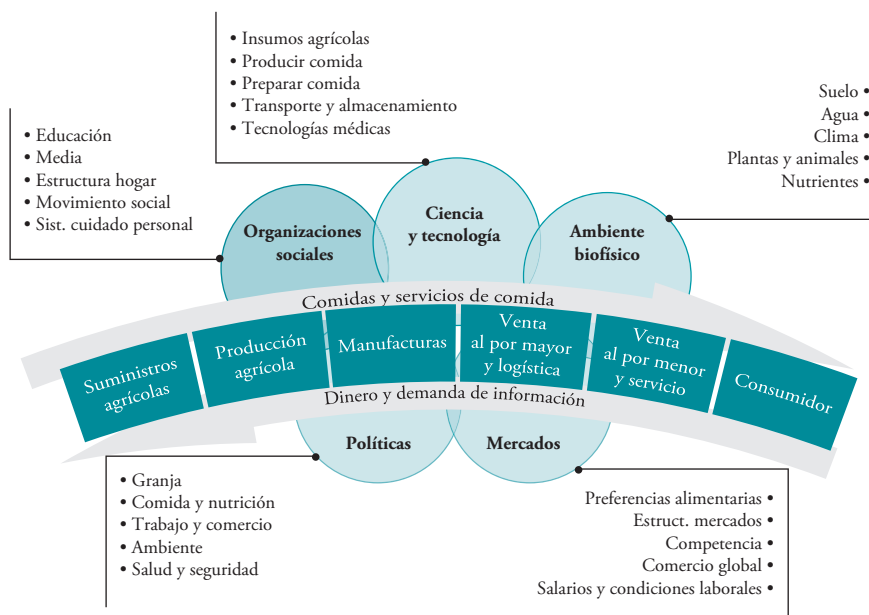 • Insumos agrícolas
• Producir comida
• Preparar comida
• Transporte y almacenamiento
• Tecnologías médicas
Suelo •
Agua •
Clima •
Plantas y animales •
Nutrientes •
• Educación
• Media
• Estructura hogar
• Movimiento social
• Sist. cuidado personal
Organizaciones
sociales
Ciencia
y tecnología
Ambiente
biofísico
Comidas y servicios de comida
Suministros
agrícolas
Producción
agrícola
Manufacturas
Venta
al por mayor
y logística
Venta
al por menor
y servicio
Consumidor
Dinero y demanda de información
Políticas
Mercados
• Granja
• Comida y nutrición
• Trabajo y comercio
• Ambiente
• Salud y seguridad
Preferencias alimentarias •
Estruct. mercados •
Competencia •
Comercio global •
Salarios y condiciones laborales •